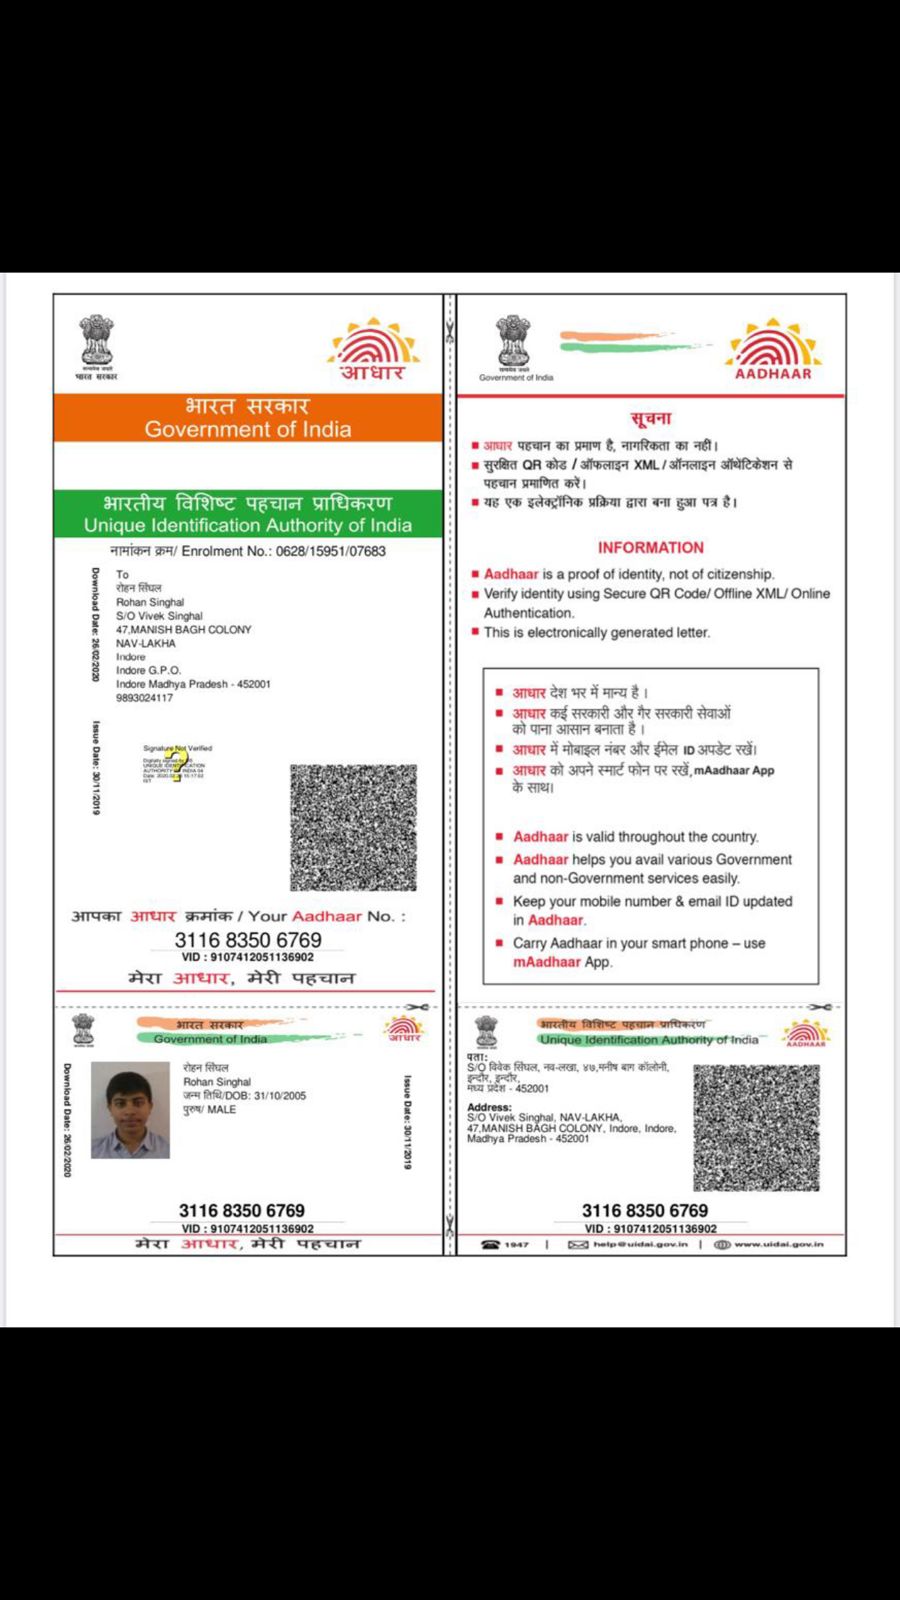 सत्यमेव जयते
भारत सरकार
आधार
भारत सरकार
Government of India
भारतीय विशिष्ट पहचान प्राधिकरण
Unique Identification Authority of India
नामांकन क्रम/ Enrolment No.: 0628/15951/07683
Download Date: 26/02/2020
To
रोहन सिंघल
Rohan Singhal
S/O Vivek Singhal
47,MANISH BAGH COLONY
NAV-LAKHA
Indore
Indore G.P.O.
Indore Madhya Pradesh - 452001
9893024117
Issue Date: 30/11/2019
Signature Not Verified
Digitally signed by DS
UNIQUE IDENTIFICATION
AUTHORITY OF INDIA 04
आपका आधार क्रमांक / Your Aadhaar No. :
3116 8350 6769
VID : 9107412051136902
मेरा आधार, मेरी पहचान
सत्यमेव जयते
Government of India
AADHAAR
सूचना
आधार पहचान का प्रमाण है, नागरिकता का नहीं।
सुरक्षित QR कोड / ऑफलाइन XML / ऑनलाइन ऑथेंटिकेशन से
पहचान प्रमाणित करें।
यह एक इलेक्ट्रॉनिक प्रक्रिया द्वारा बना हुआ पत्र है।
INFORMATION
Aadhaar is a proof of identity, not of citizenship.
Verify identity using Secure QR Code/ Offline XML/ Online
Authentication.
This is electronically generated letter.
आधार देश भर में मान्य है ।
आधार कई सरकारी और गैर सरकारी सेवाओं
को पाना आसान बनाता है ।
आधार में मोबाइल नंबर और ईमेल ID अपडेट रखें।
आधार को अपने स्मार्ट फोन पर रखें, mAadhaar App
के साथ।
Aadhaar is valid throughout the country.
Aadhaar helps you avail various Government
and non-Government services easily.
Keep your mobile number & email ID updated
in Aadhaar.
Carry Aadhaar in your smart phone – use
mAadhaar App.
भारत सरकार
Government of India
आधार
Download Date: 26/02/2020
रोहन सिंघल
Rohan Singhal
जन्म तिथि/DOB: 31/10/2005
पुरुष/ MALE
Issue Date: 30/11/2019
3116 8350 6769
VID : 9107412051136902
मेरा आधार, मेरी पहचान
भारतीय विशिष्ट पहचान प्राधिकरण
Unique Identification Authority of India
AADHAAR
पता:
S/O विवेक सिंघल, नव-लखा, ४७,मनीष बाग कॉलोनी,
इन्दौर, इन्दौर,
मध्य प्रदेश - 452001
Address:
S/O Vivek Singhal, NAV-LAKHA,
47,MANISH BAGH COLONY, Indore, Indore,
Madhya Pradesh - 452001
3116 8350 6769
VID : 9107412051136902
1947 | help@uidai.gov.in | www.uidai.gov.in